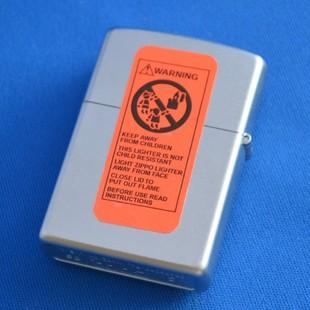 WARNING
KEEP AWAY
FROM CHILDREN
THIS LIGHTER IS NOT
CHILD RESISTANT
LIGHT ZIPPO LIGHTER
AWAY FROM FACE
CLOSE LID TO
PUT OUT FLAME
BEFORE USE READ
INSTRUCTIONS